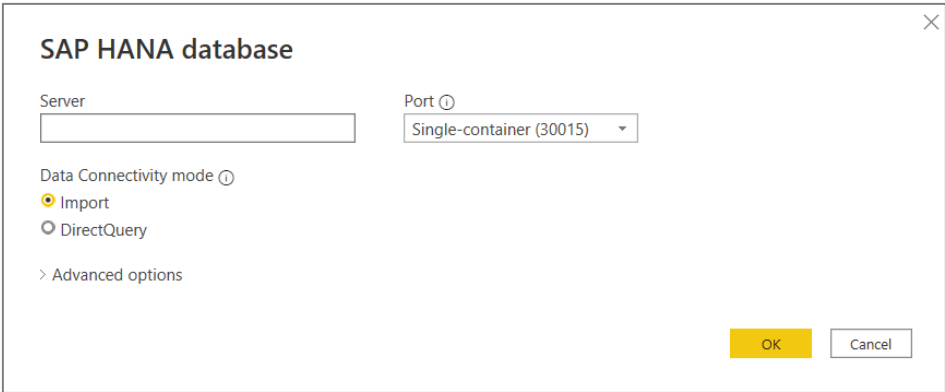 SAP HANA database
Server
Port
Single-container (30015)
Data Connectivity mode
Import
DirectQuery
Advanced options
OK
Cancel